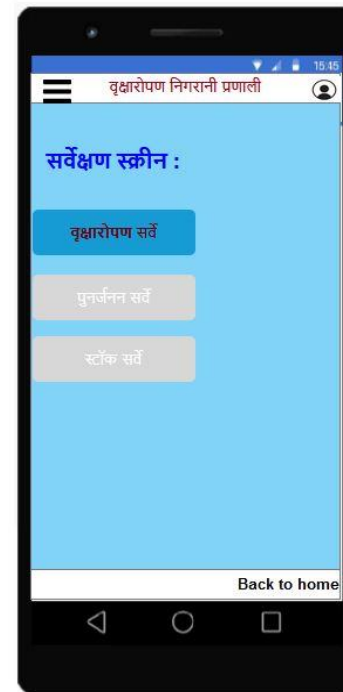 15:45
वृक्षारोपण निगरानी प्रणाली
सर्वेक्षण स्क्रीन :
वृक्षारोपण सर्वे
पुनर्जनन सर्वे
स्टॉक सर्वे
Back to home